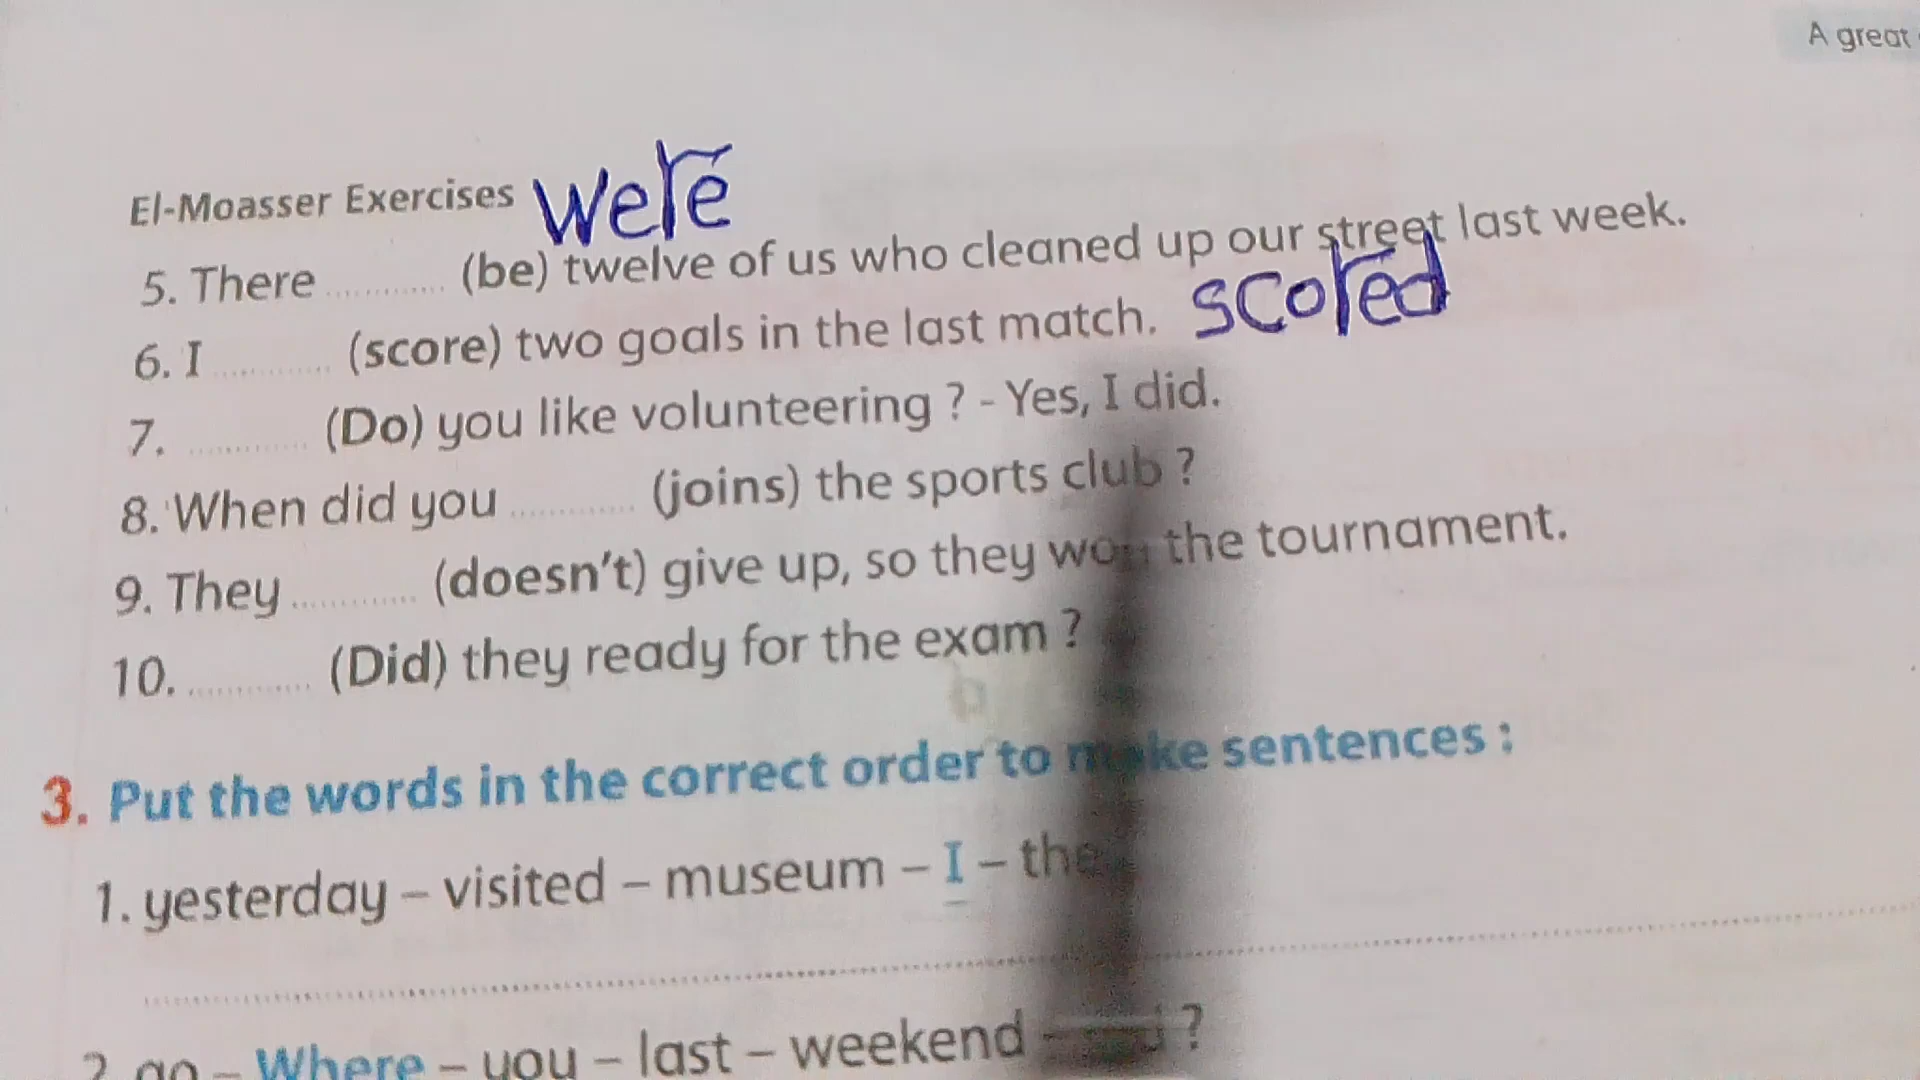 A great
El-Moasser Exercises were
5. There ............ (be) twelve of us who cleaned up our street last week.
6. I ............ (score) two goals in the last match. scored
7. ............ (Do) you like volunteering ? - Yes, I did.
8. When did you ............ (joins) the sports club ?
9. They ............ (doesn't) give up, so they won the tournament.
10. ............ (Did) they ready for the exam ?
3. Put the words in the correct order to make sentences :
1. yesterday – visited – museum – I – the
2. go – Where – you – last – weekend – ?